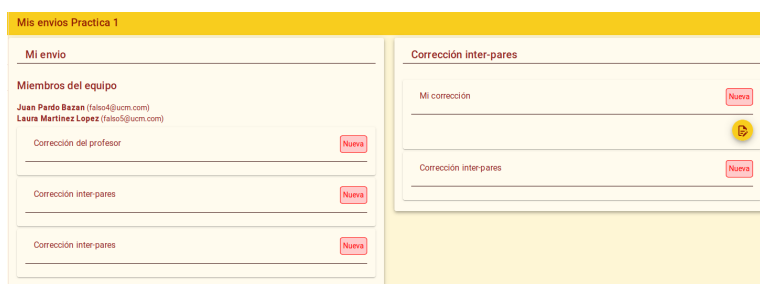 Mis envios Practica 1
Mi envio
Miembros del equipo
Juan Pardo Bazan (falso4@ucm.com)
Laura Martinez Lopez (falso5@ucm.com)
Corrección del profesor Nueva
Corrección inter-pares Nueva
Corrección inter-pares Nueva
Corrección inter-pares
Mi corrección Nueva
Corrección inter-pares Nueva